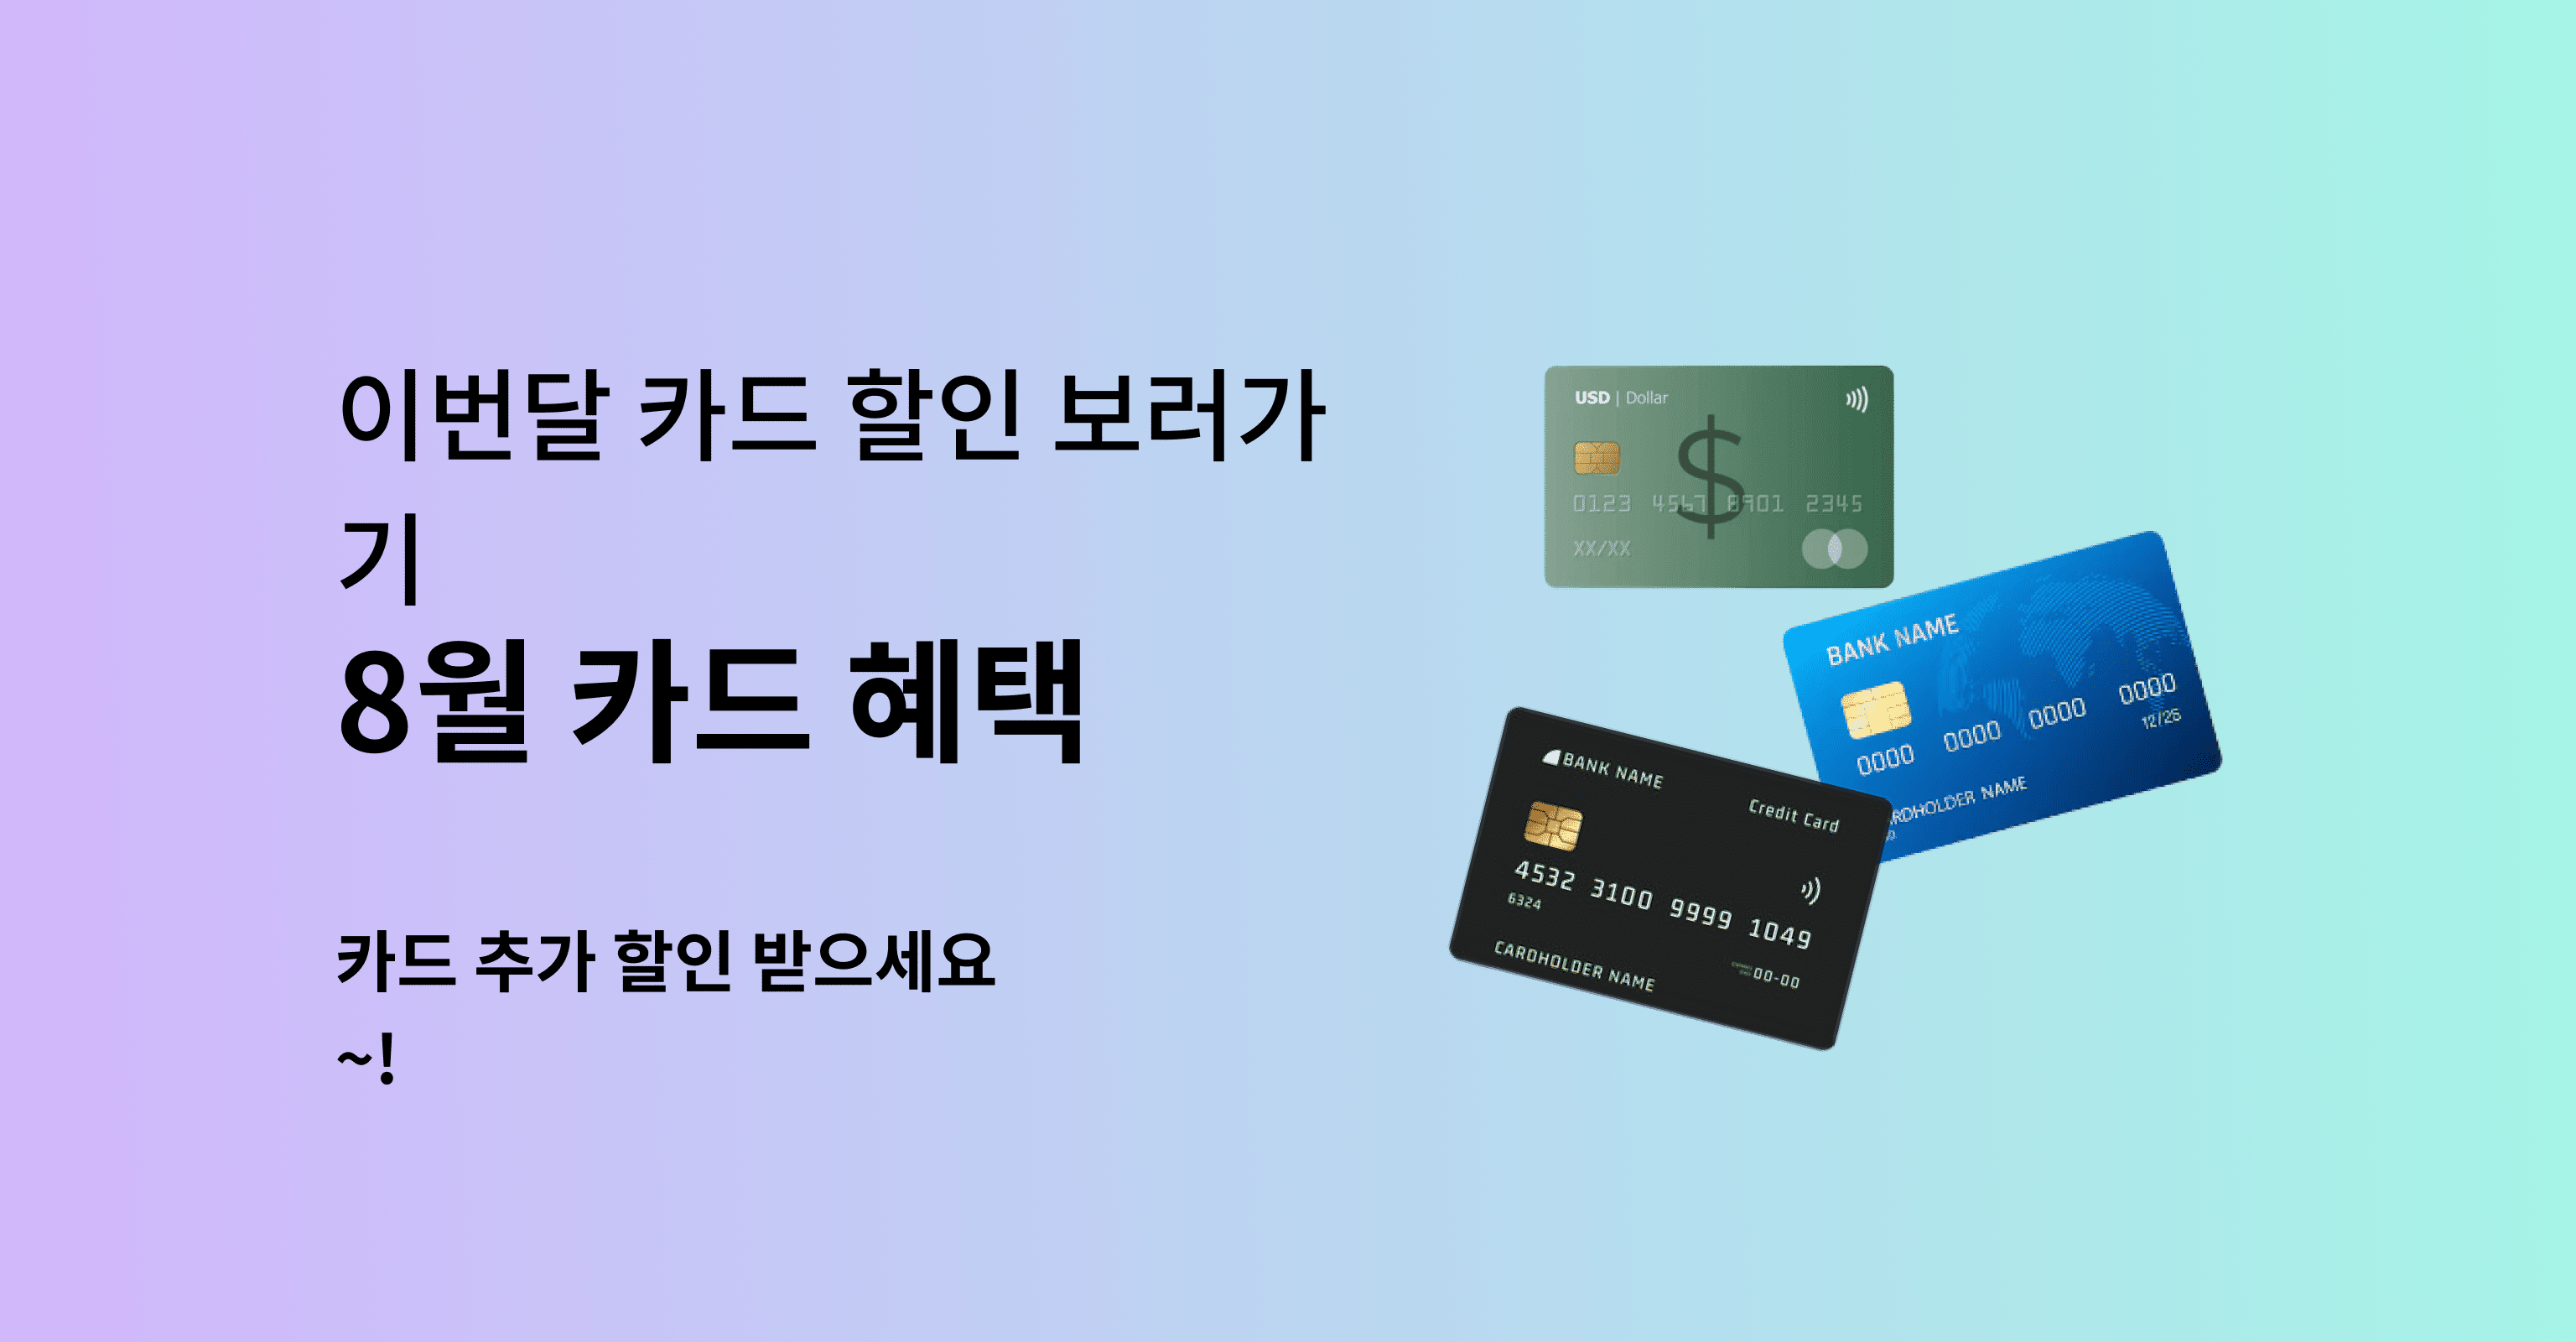 이번달 카드 할인 보러가
기
8월 카드 혜택
카드 추가 할인 받으세요
~!
USD | Dollar
$
0123 4567 8901 2345
XX/XX
BANK NAME
0000 0000 0000 0000
12/25
RDHOLDER NAME
BANK NAME
Credit Card
4532 3100 9999 1049
6324
00-00
CARDHOLDER NAME